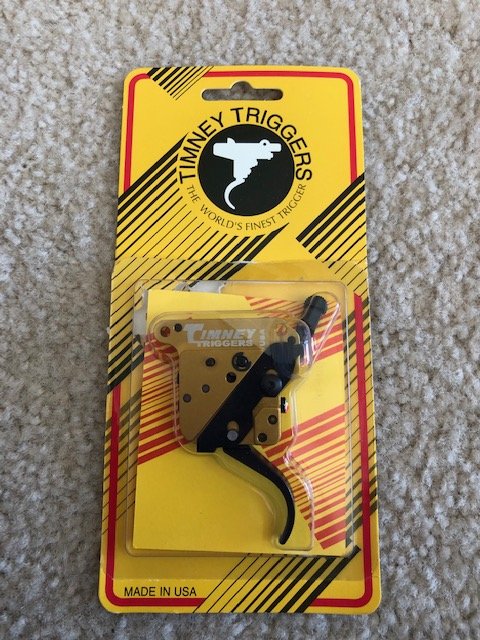 TIMNEY TRIGGERS
THE WORLD'S FINEST TRIGGER
TIMNEY
TRIGGERS
MADE IN USA